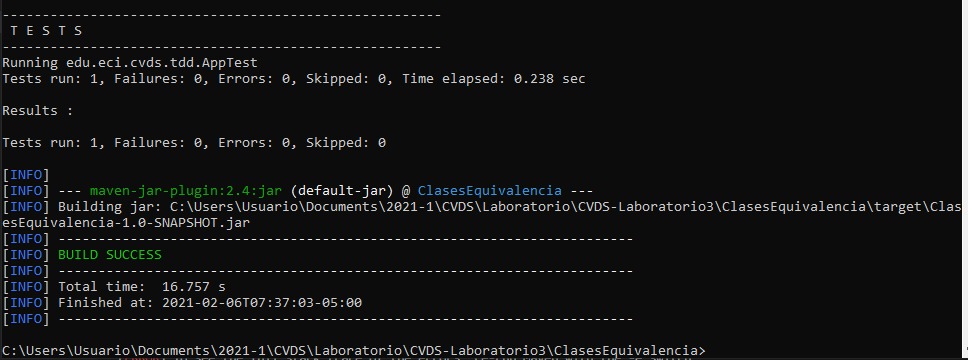 -------------------------------------------------------
 T E S T S
-------------------------------------------------------
Running edu.eci.cvds.tdd.AppTest
Tests run: 1, Failures: 0, Errors: 0, Skipped: 0, Time elapsed: 0.238 sec
Results :
Tests run: 1, Failures: 0, Errors: 0, Skipped: 0
[INFO]
[INFO] --- maven-jar-plugin:2.4:jar (default-jar) @ ClasesEquivalencia ---
[INFO] Building jar: C:\Users\Usuario\Documents\2021-1\CVDS\Laboratorio\CVDS-Laboratorio3\ClasesEquivalencia\target\Clas
esEquivalencia-1.0-SNAPSHOT.jar
[INFO] ------------------------------------------------------------------------
[INFO] BUILD SUCCESS
[INFO] ------------------------------------------------------------------------
[INFO] Total time:  16.757 s
[INFO] Finished at: 2021-02-06T07:37:03-05:00
[INFO] ------------------------------------------------------------------------
C:\Users\Usuario\Documents\2021-1\CVDS\Laboratorio\CVDS-Laboratorio3\ClasesEquivalencia>